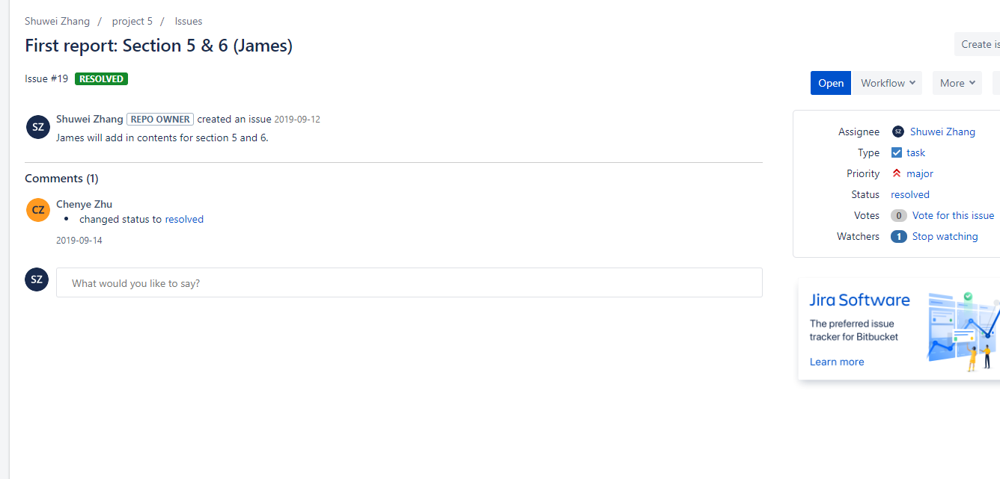 Shuwei Zhang / project 5 / Issues
First report: Section 5 & 6 (James)
Create is
Issue #19 RESOLVED
Open Workflow More
SZ Shuwei Zhang REPO OWNER created an issue 2019-09-12
James will add in contents for section 5 and 6.
Comments (1)
CZ Chenye Zhu
• changed status to resolved
2019-09-14
SZ What would you like to say?
Assignee SZ Shuwei Zhang
Type task
Priority major
Status resolved
Votes 0 Vote for this issue
Watchers 1 Stop watching
Jira Software
The preferred issue
tracker for Bitbucket
Learn more